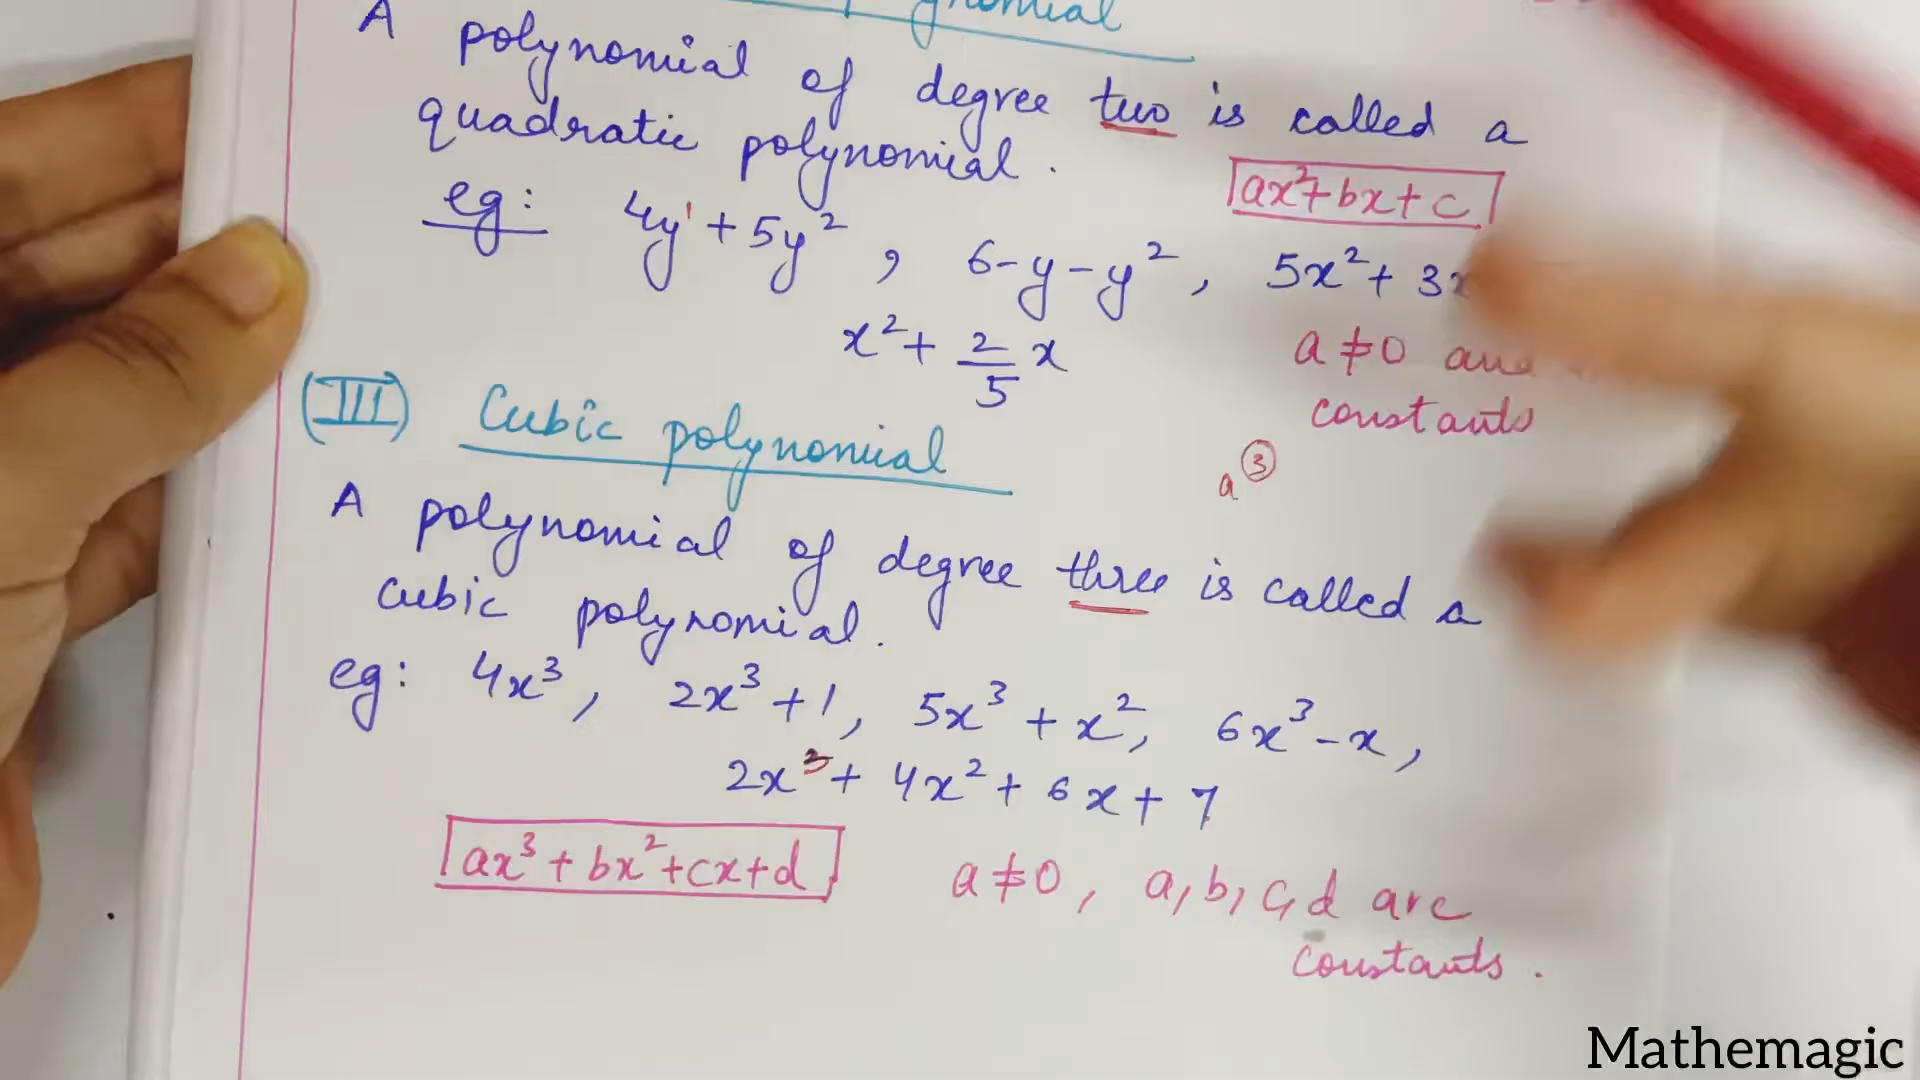 A polynomial of degree two is called a
quadratic polynomial.
ax²+bx+c
eg: 4y¹ + 5y², 6-y-y², 5x²+ 3
x²+ 2/5 x
a≠0 and
constants
(III) Cubic polynomial
a③
A polynomial of degree three is called a
cubic polynomial.
eg: 4x³, 2x³+1, 5x³ + x², 6x³-x,
2x³+ 4x²+ 6x+ 7
ax³+bx²+cx+d a≠0, a,b,c,d are
constants.
Mathemagic